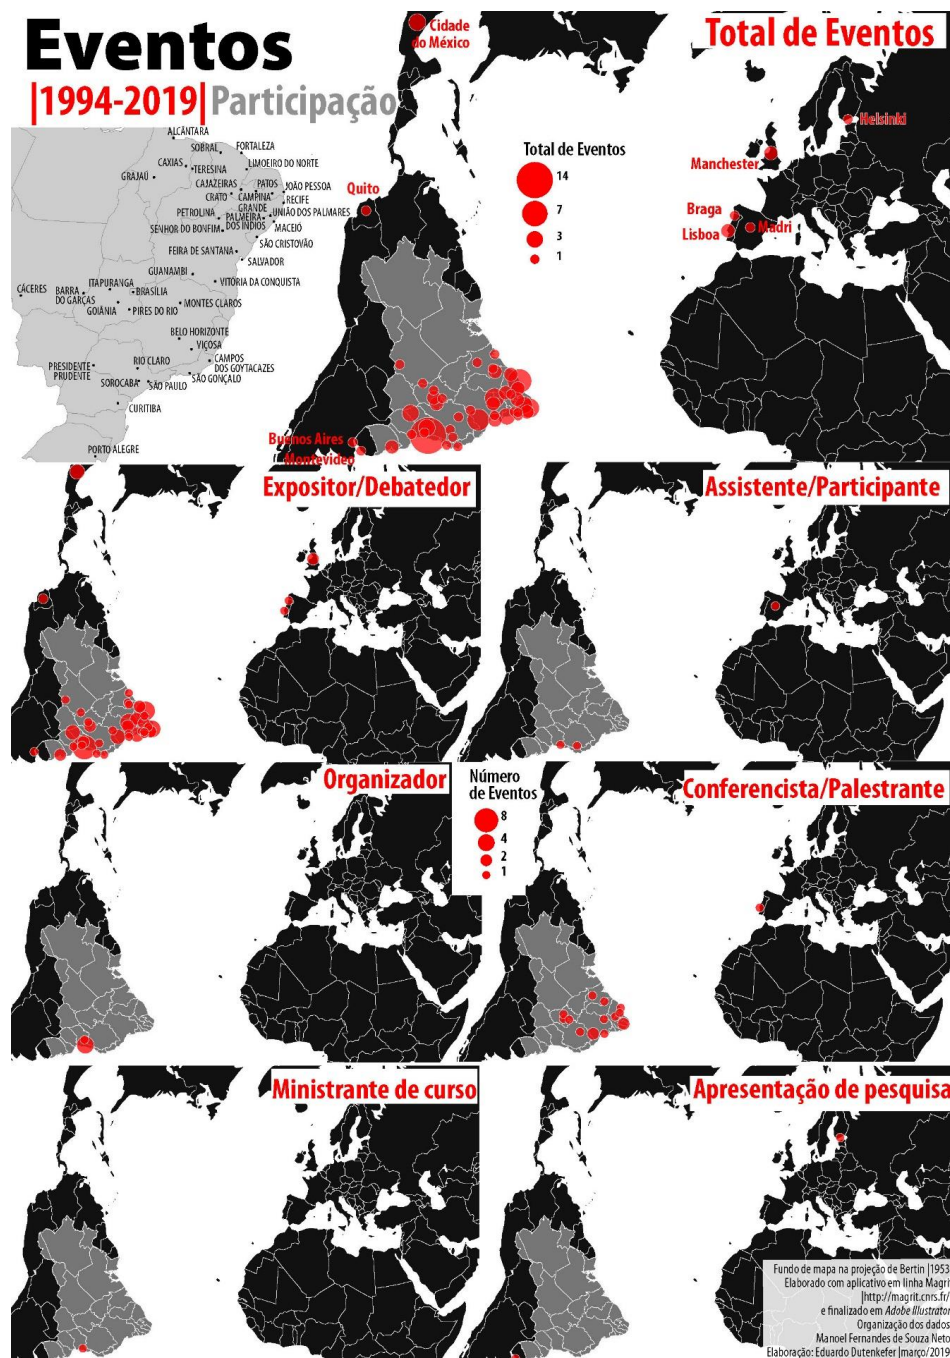 Eventos
|1994-2019|Participação
Total de Eventos
Cidade
do México
Helsinki
Manchester
Braga
Lisboa
Madri
Quito
Buenos Aires
Montevideo
Total de Eventos
14
7
3
1
ALCÂNTARA
SOBRAL
FORTALEZA
CAXIAS
TERESINA
LIMOEIRO DO NORTE
GRAJAÚ
CAJAZEIRAS
PATOS
JOÃO PESSOA
CRATO
CAMPINA
GRANDE
RECIFE
PETROLINA
PALMEIRA
DOS ÍNDIOS
UNIÃO DOS PALMARES
SENHOR DO BONFIM
MACEIÓ
SÃO CRISTOVÃO
FEIRA DE SANTANA
SALVADOR
GUANAMBI
VITÓRIA DA CONQUISTA
CÁCERES
BARRA
DO GARÇAS
ITAPURANGA
BRASÍLIA
GOIÂNIA
PIRES DO RIO
MONTES CLAROS
BELO HORIZONTE
VIÇOSA
PRESIDENTE
PRUDENTE
RIO CLARO
CAMPOS
DOS GOYTACAZES
SOROCABA
SÃO PAULO
SÃO GONÇALO
CURITIBA
PORTO ALEGRE
Expositor/Debatedor
Assistente/Participante
Organizador
Número
de Eventos
8
4
2
1
Conferencista/Palestrante
Ministrante de curso
Apresentação de pesquisa
Fundo de mapa na projeção de Bertin |1953
Elaborado com aplicativo em linha Magrit
|http://magrit.cnrs.fr/
e finalizado em Adobe Illustrator
Organização dos dados
Manoel Fernandes de Souza Neto
Elaboração: Eduardo Dutenkefer |março/2019